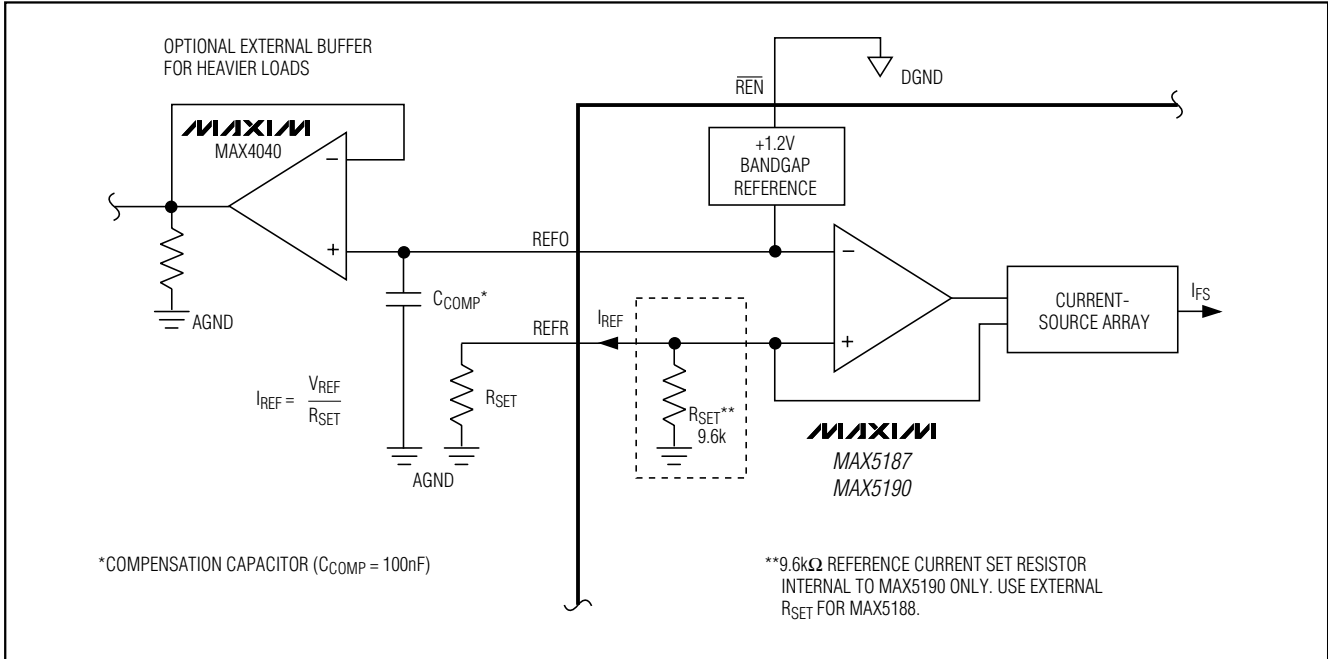 OPTIONAL EXTERNAL BUFFER
FOR HEAVIER LOADS
MAXIM
MAX4040
−
+
AGND
REN
DGND
+1.2V
BANDGAP
REFERENCE
REFO
−
+
CCOMP*
REFR
IREF
RSET
RSET**
9.6k
CURRENT-
SOURCE ARRAY
IFS
IREF = VREF
RSET
AGND
MAXIM
MAX5187
MAX5190
*COMPENSATION CAPACITOR (CCOMP = 100nF)
**9.6kΩ REFERENCE CURRENT SET RESISTOR
INTERNAL TO MAX5190 ONLY. USE EXTERNAL
RSET FOR MAX5188.